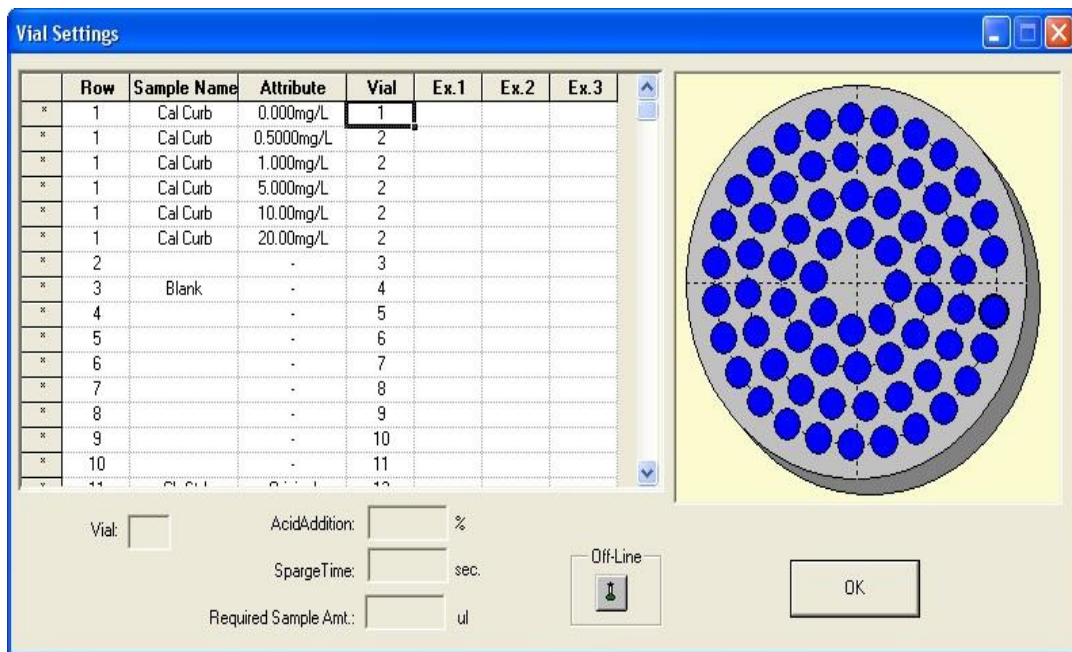 Vial Settings
Row Sample Name Attribute Vial Ex.1 Ex.2 Ex.3
* 1 Cal Curb 0.000mg/L 1
* 1 Cal Curb 0.5000mg/L 2
* 1 Cal Curb 1.000mg/L 2
* 1 Cal Curb 5.000mg/L 2
* 1 Cal Curb 10.00mg/L 2
* 1 Cal Curb 20.00mg/L 2
* 2 - 3
* 3 Blank - 4
* 4 - 5
* 5 - 6
* 6 - 7
* 7 - 8
* 8 - 9
* 9 - 10
* 10 - 11
Vial:
AcidAddition: %
SpargeTime: sec.
Required Sample Amt.: ul
Off-Line
OK